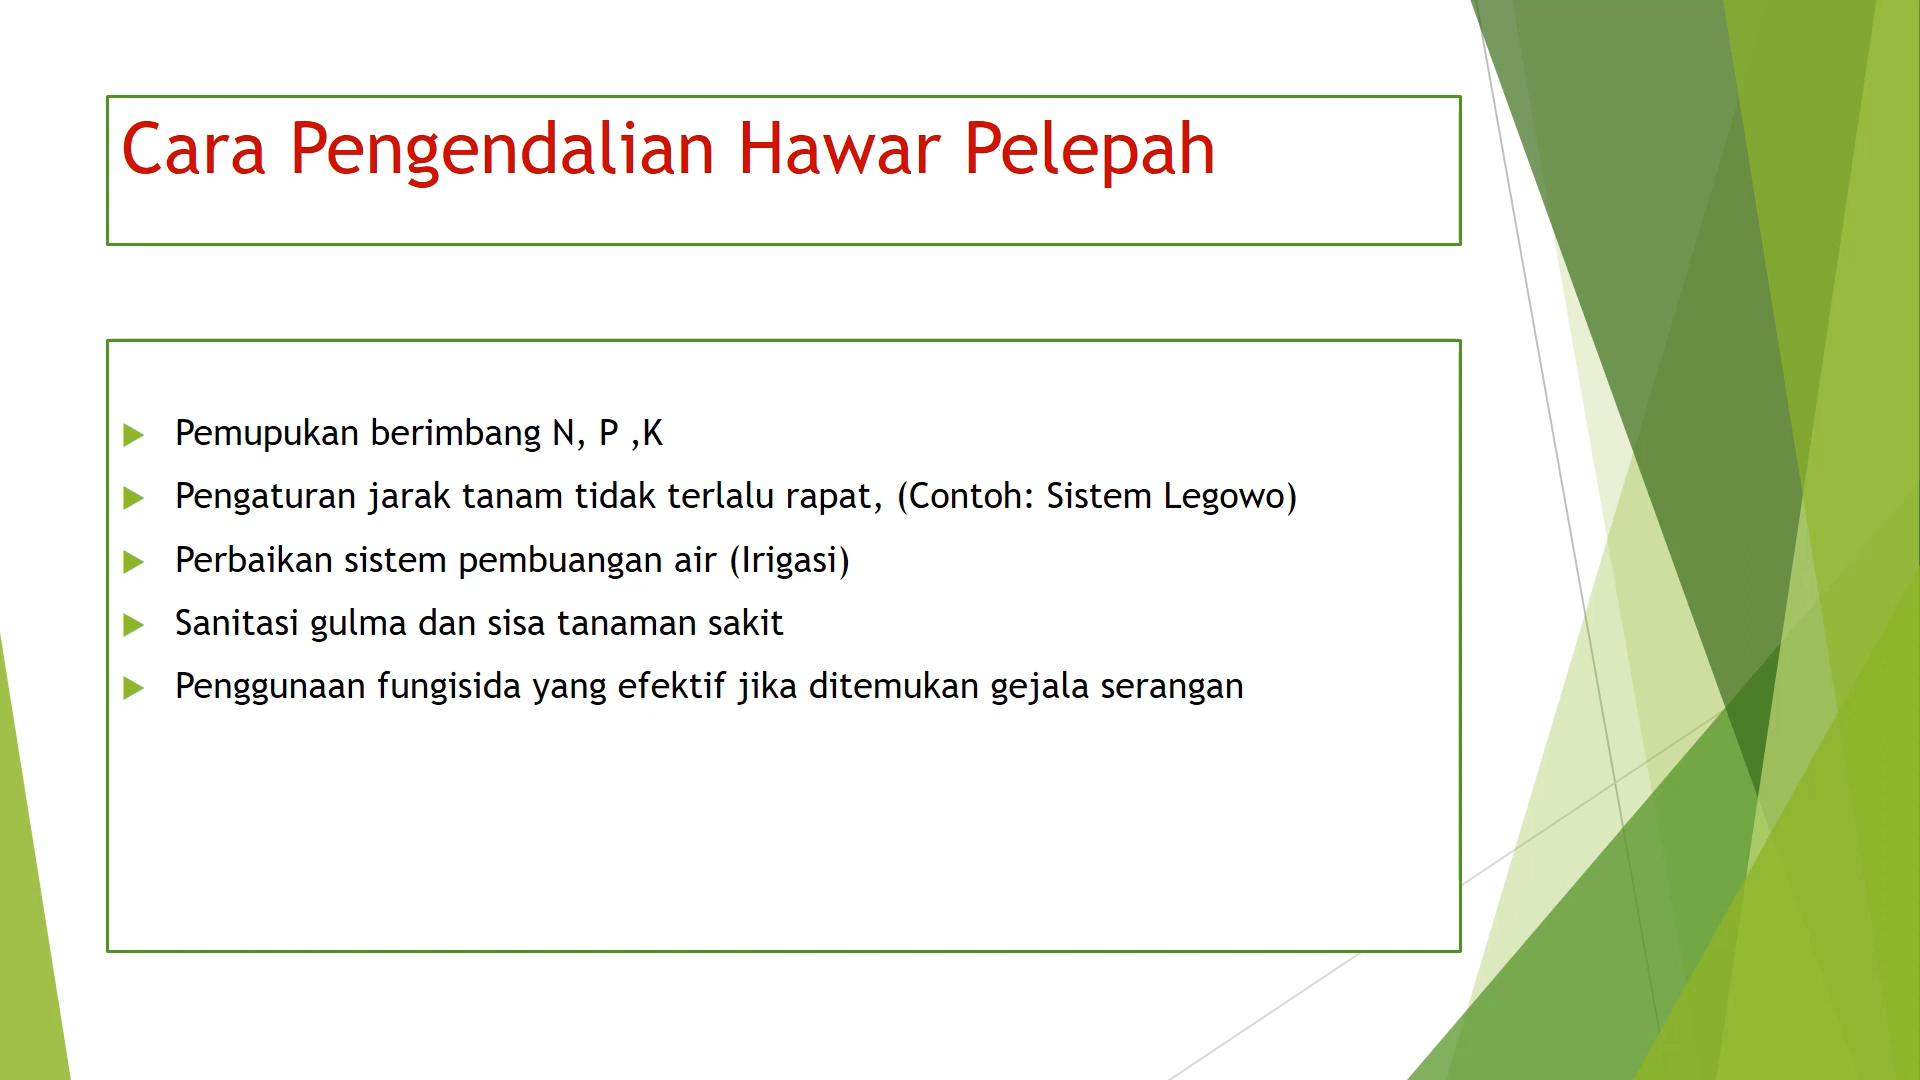 Cara Pengendalian Hawar Pelepah
Pemupukan berimbang N, P ,K
Pengaturan jarak tanam tidak terlalu rapat, (Contoh: Sistem Legowo)
Perbaikan sistem pembuangan air (Irigasi)
Sanitasi gulma dan sisa tanaman sakit
Penggunaan fungisida yang efektif jika ditemukan gejala serangan